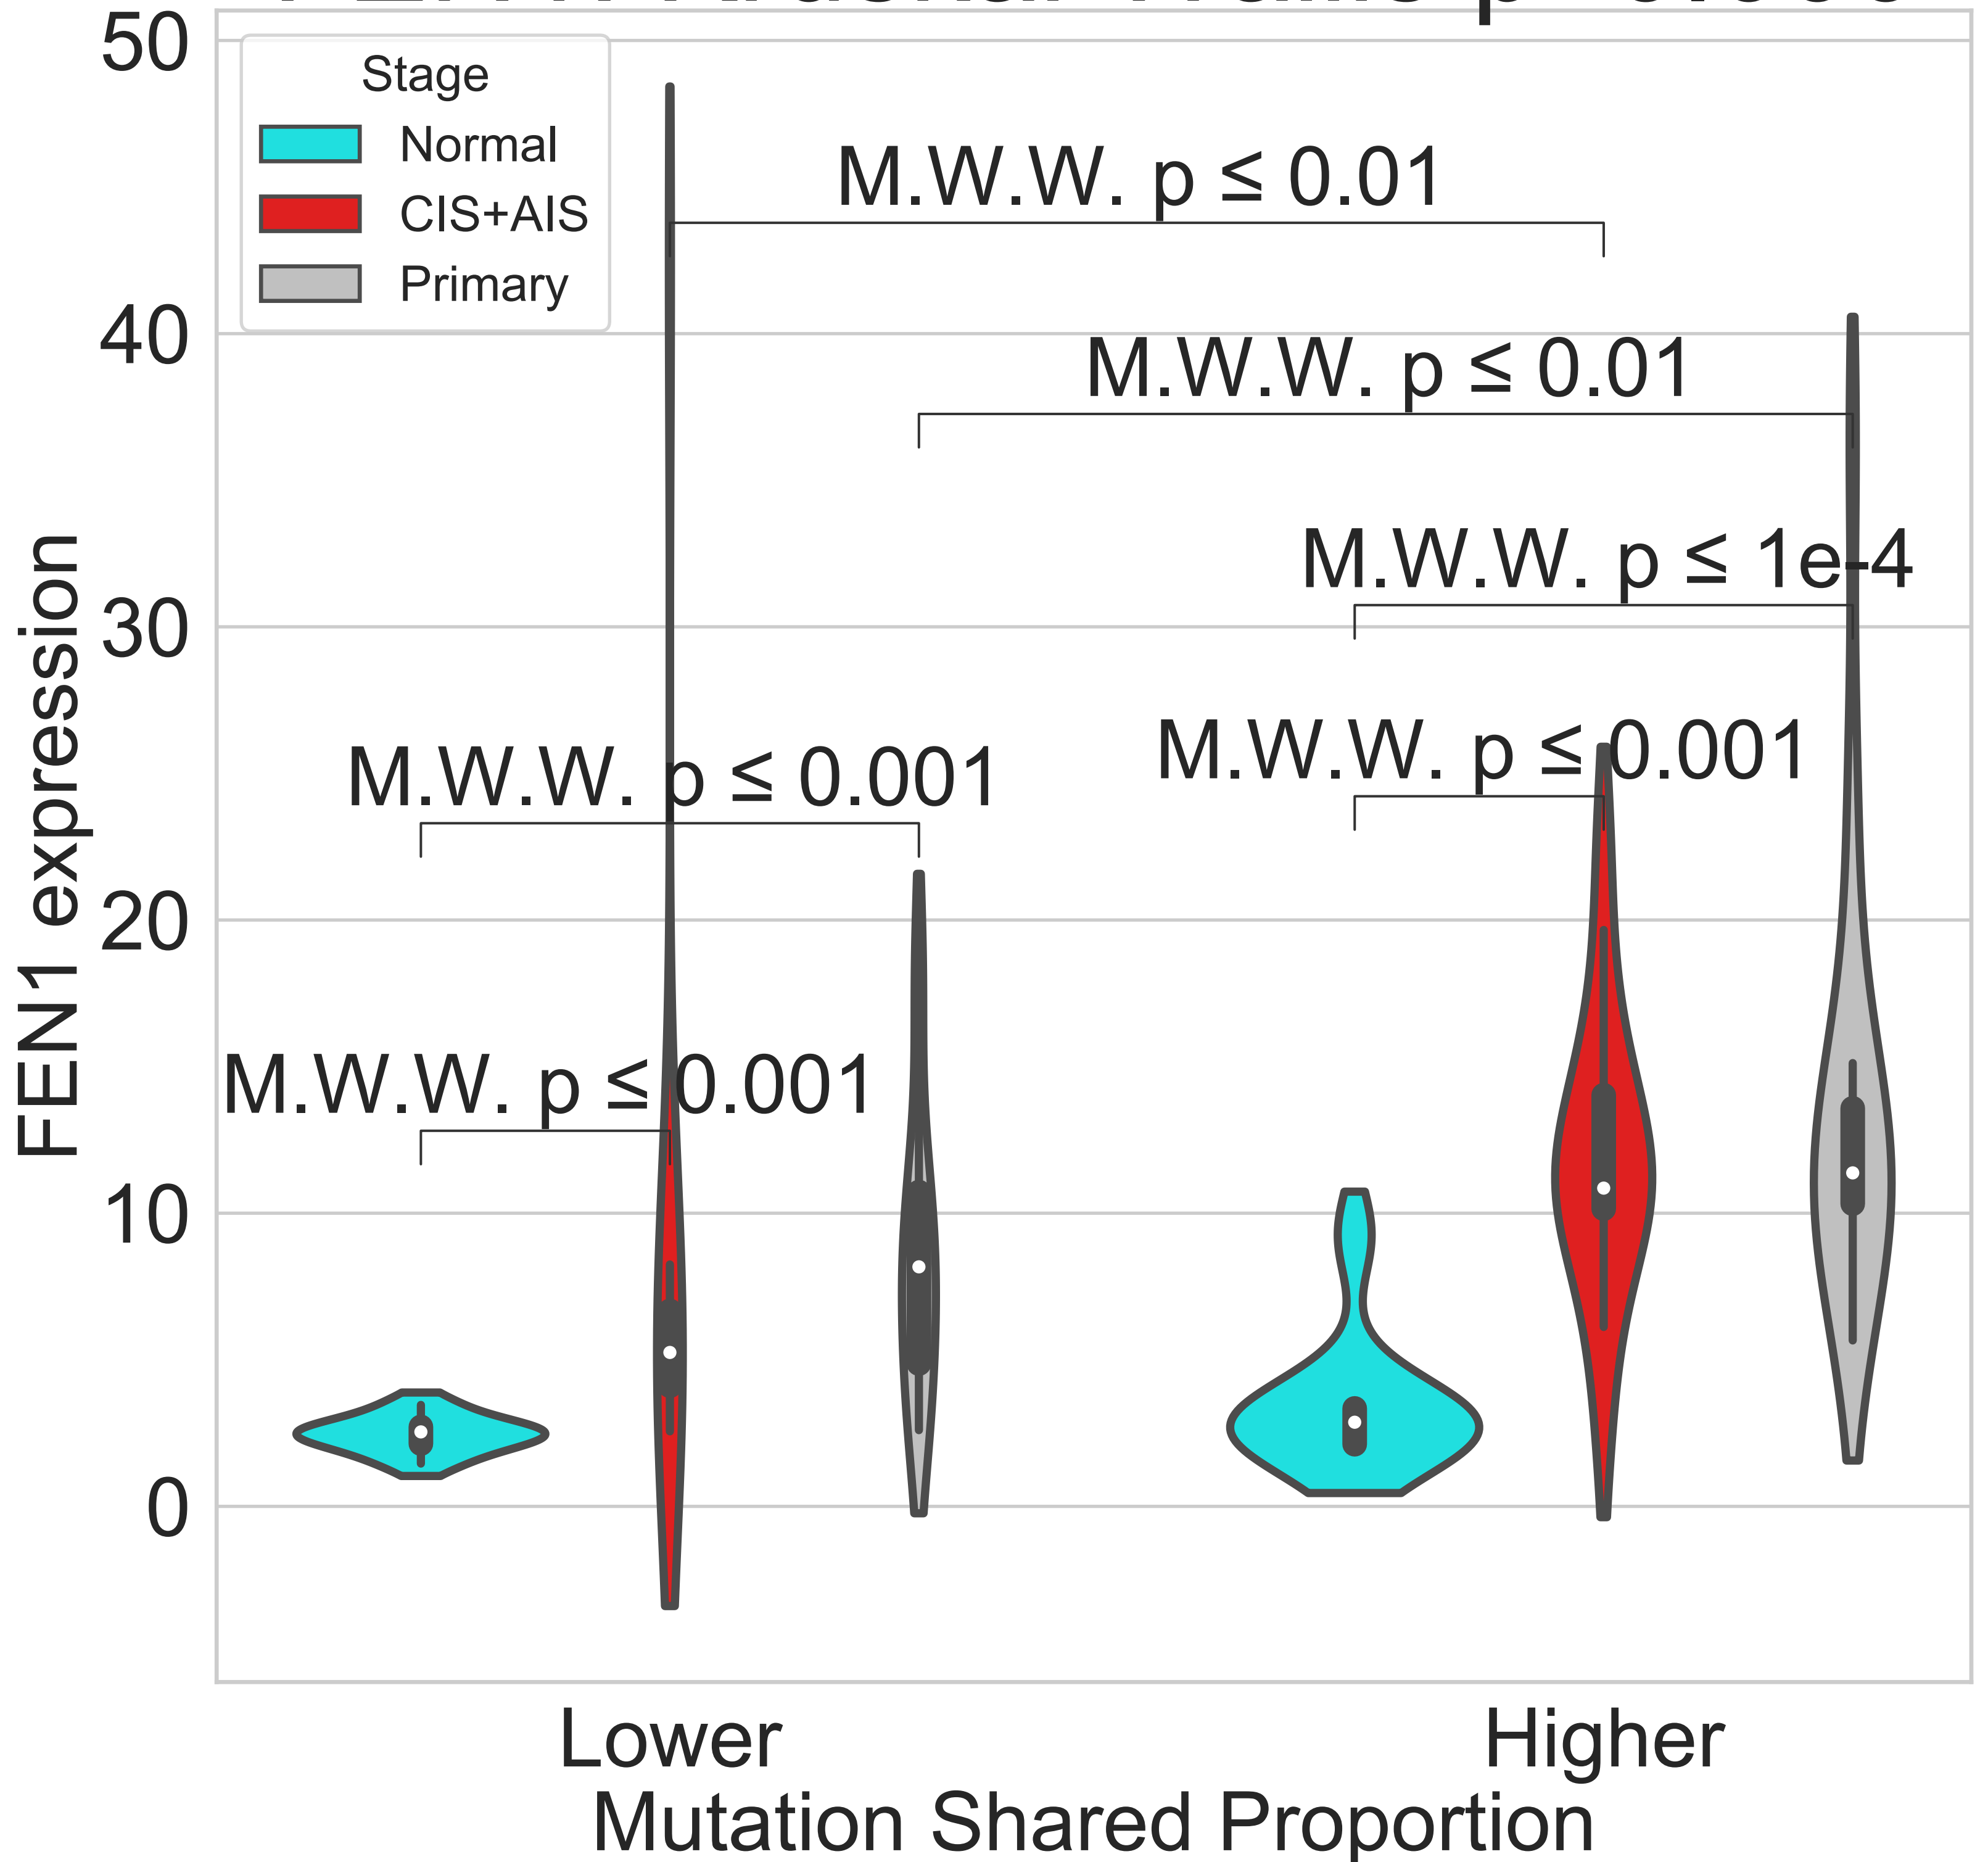 50
Stage
Normal
CIS+AIS
Primary
M.W.W. p ≤ 0.01
40
M.W.W. p ≤ 0.01
M.W.W. p ≤ 1e-4
30
M.W.W. p ≤ 0.001
M.W.W. p ≤ 0.001
20
M.W.W. p ≤ 0.001
10
0
FEN1 expression
Lower
Higher
Mutation Shared Proportion